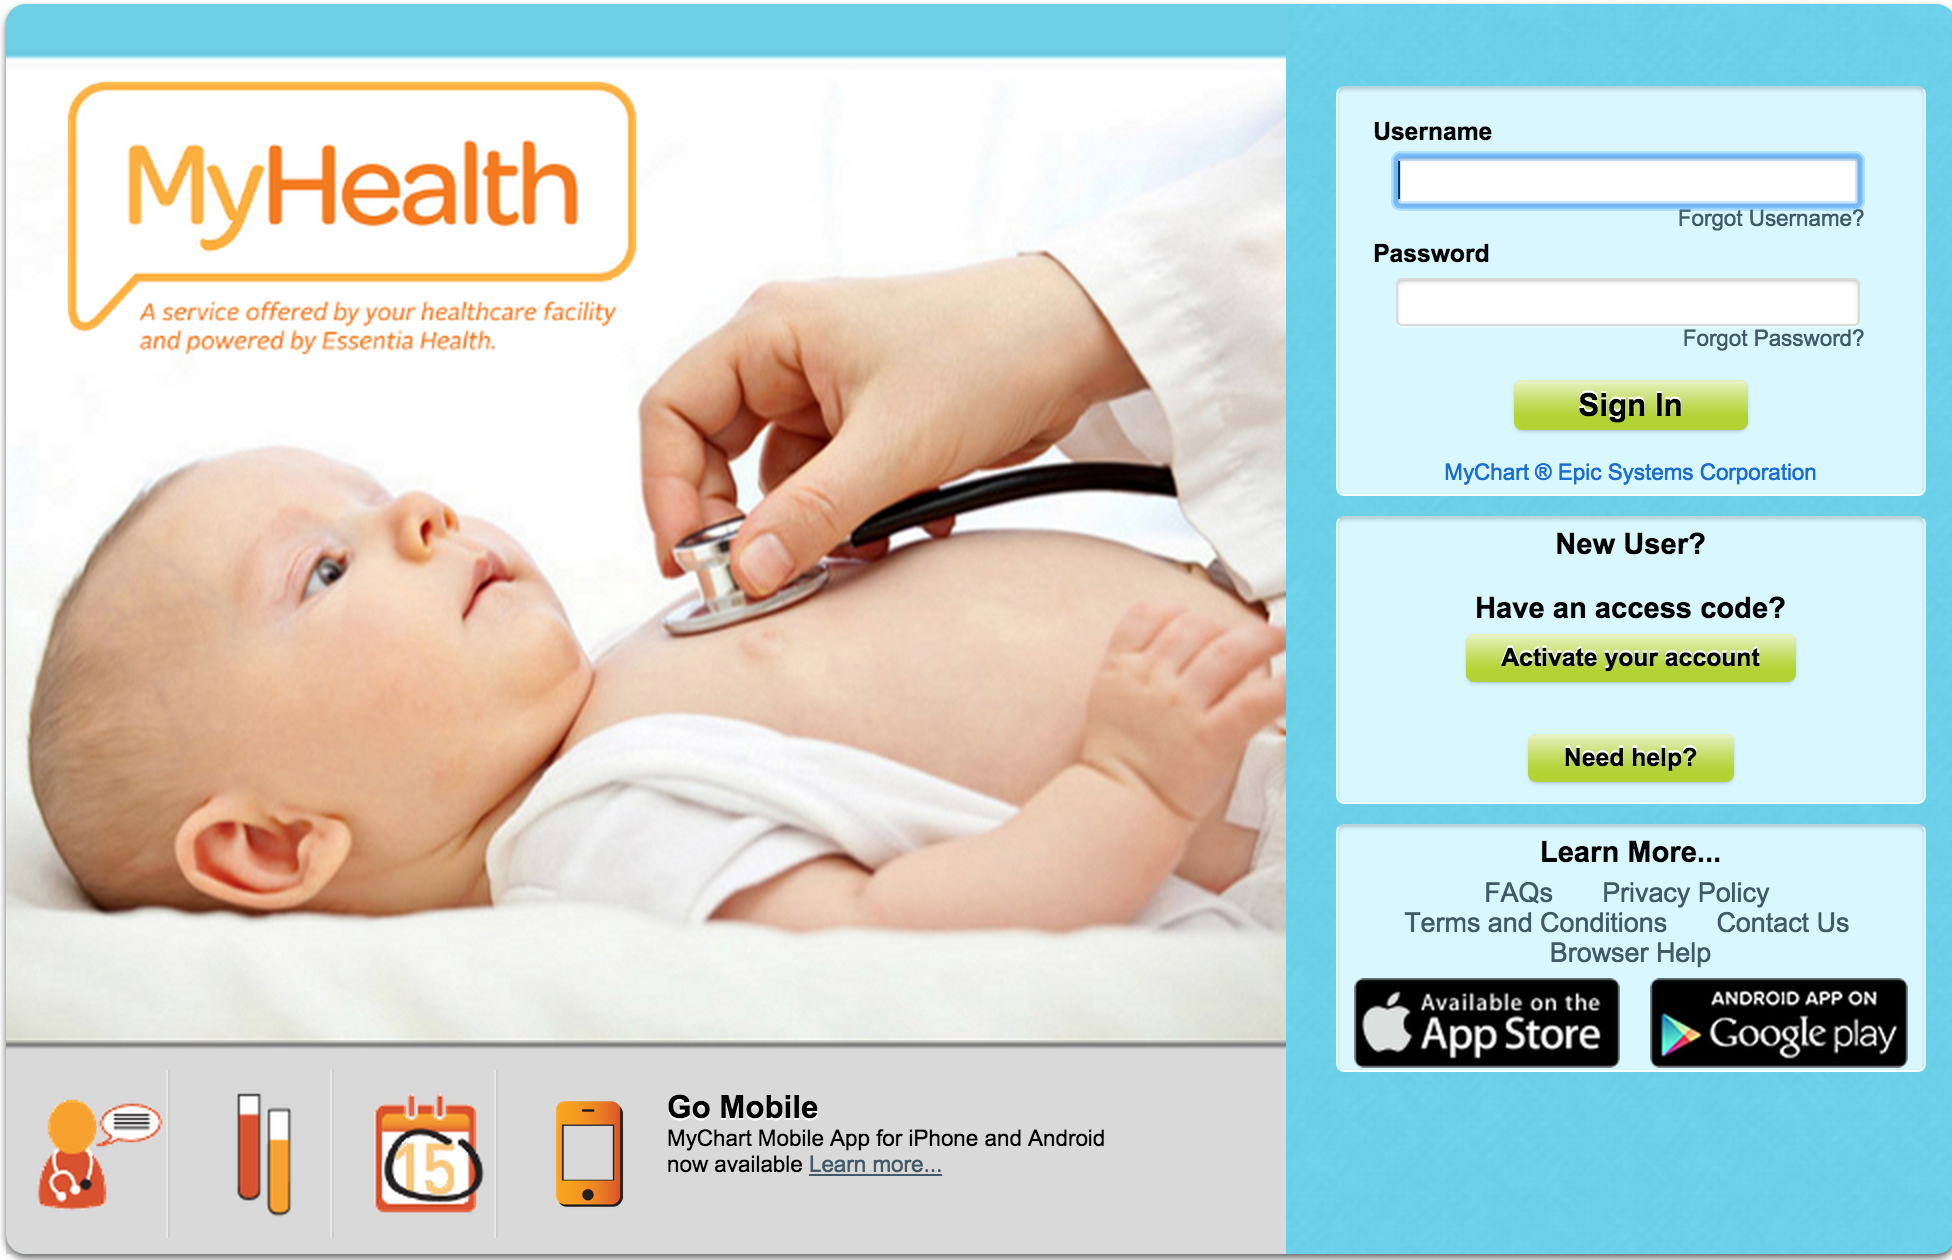 MyHealth
A service offered by your healthcare facility
and powered by Essentia Health.
Username
Forgot Username?
Password
Forgot Password?
Sign In
MyChart ® Epic Systems Corporation
New User?
Have an access code?
Activate your account
Need help?
Learn More...
FAQs Privacy Policy
Terms and Conditions Contact Us
Browser Help
Available on the
App Store
ANDROID APP ON
Google play
15
Go Mobile
MyChart Mobile App for iPhone and Android
now available Learn more...